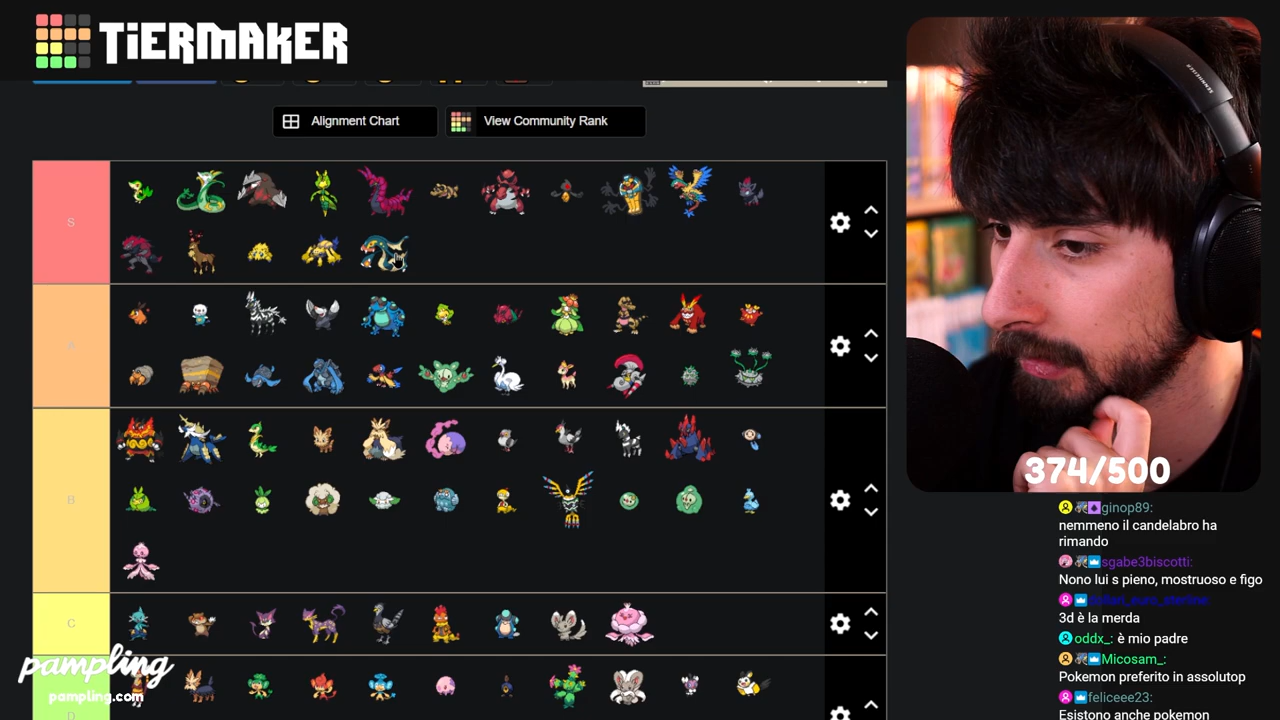 TiERMAKER
Alignment Chart
View Community Rank
S
A
B
C
D
SENNHEISER
374/500
ginop89:
nemmeno il candelabro ha
rimando
sgabe3biscotti:
Nono lui s pieno, mostruoso e figo
3d è la merda
oddx_: è mio padre
Micosam_:
Pokemon preferito in assolutop
feliceee23:
Esistono anche pokemon
pampling
pampling.com